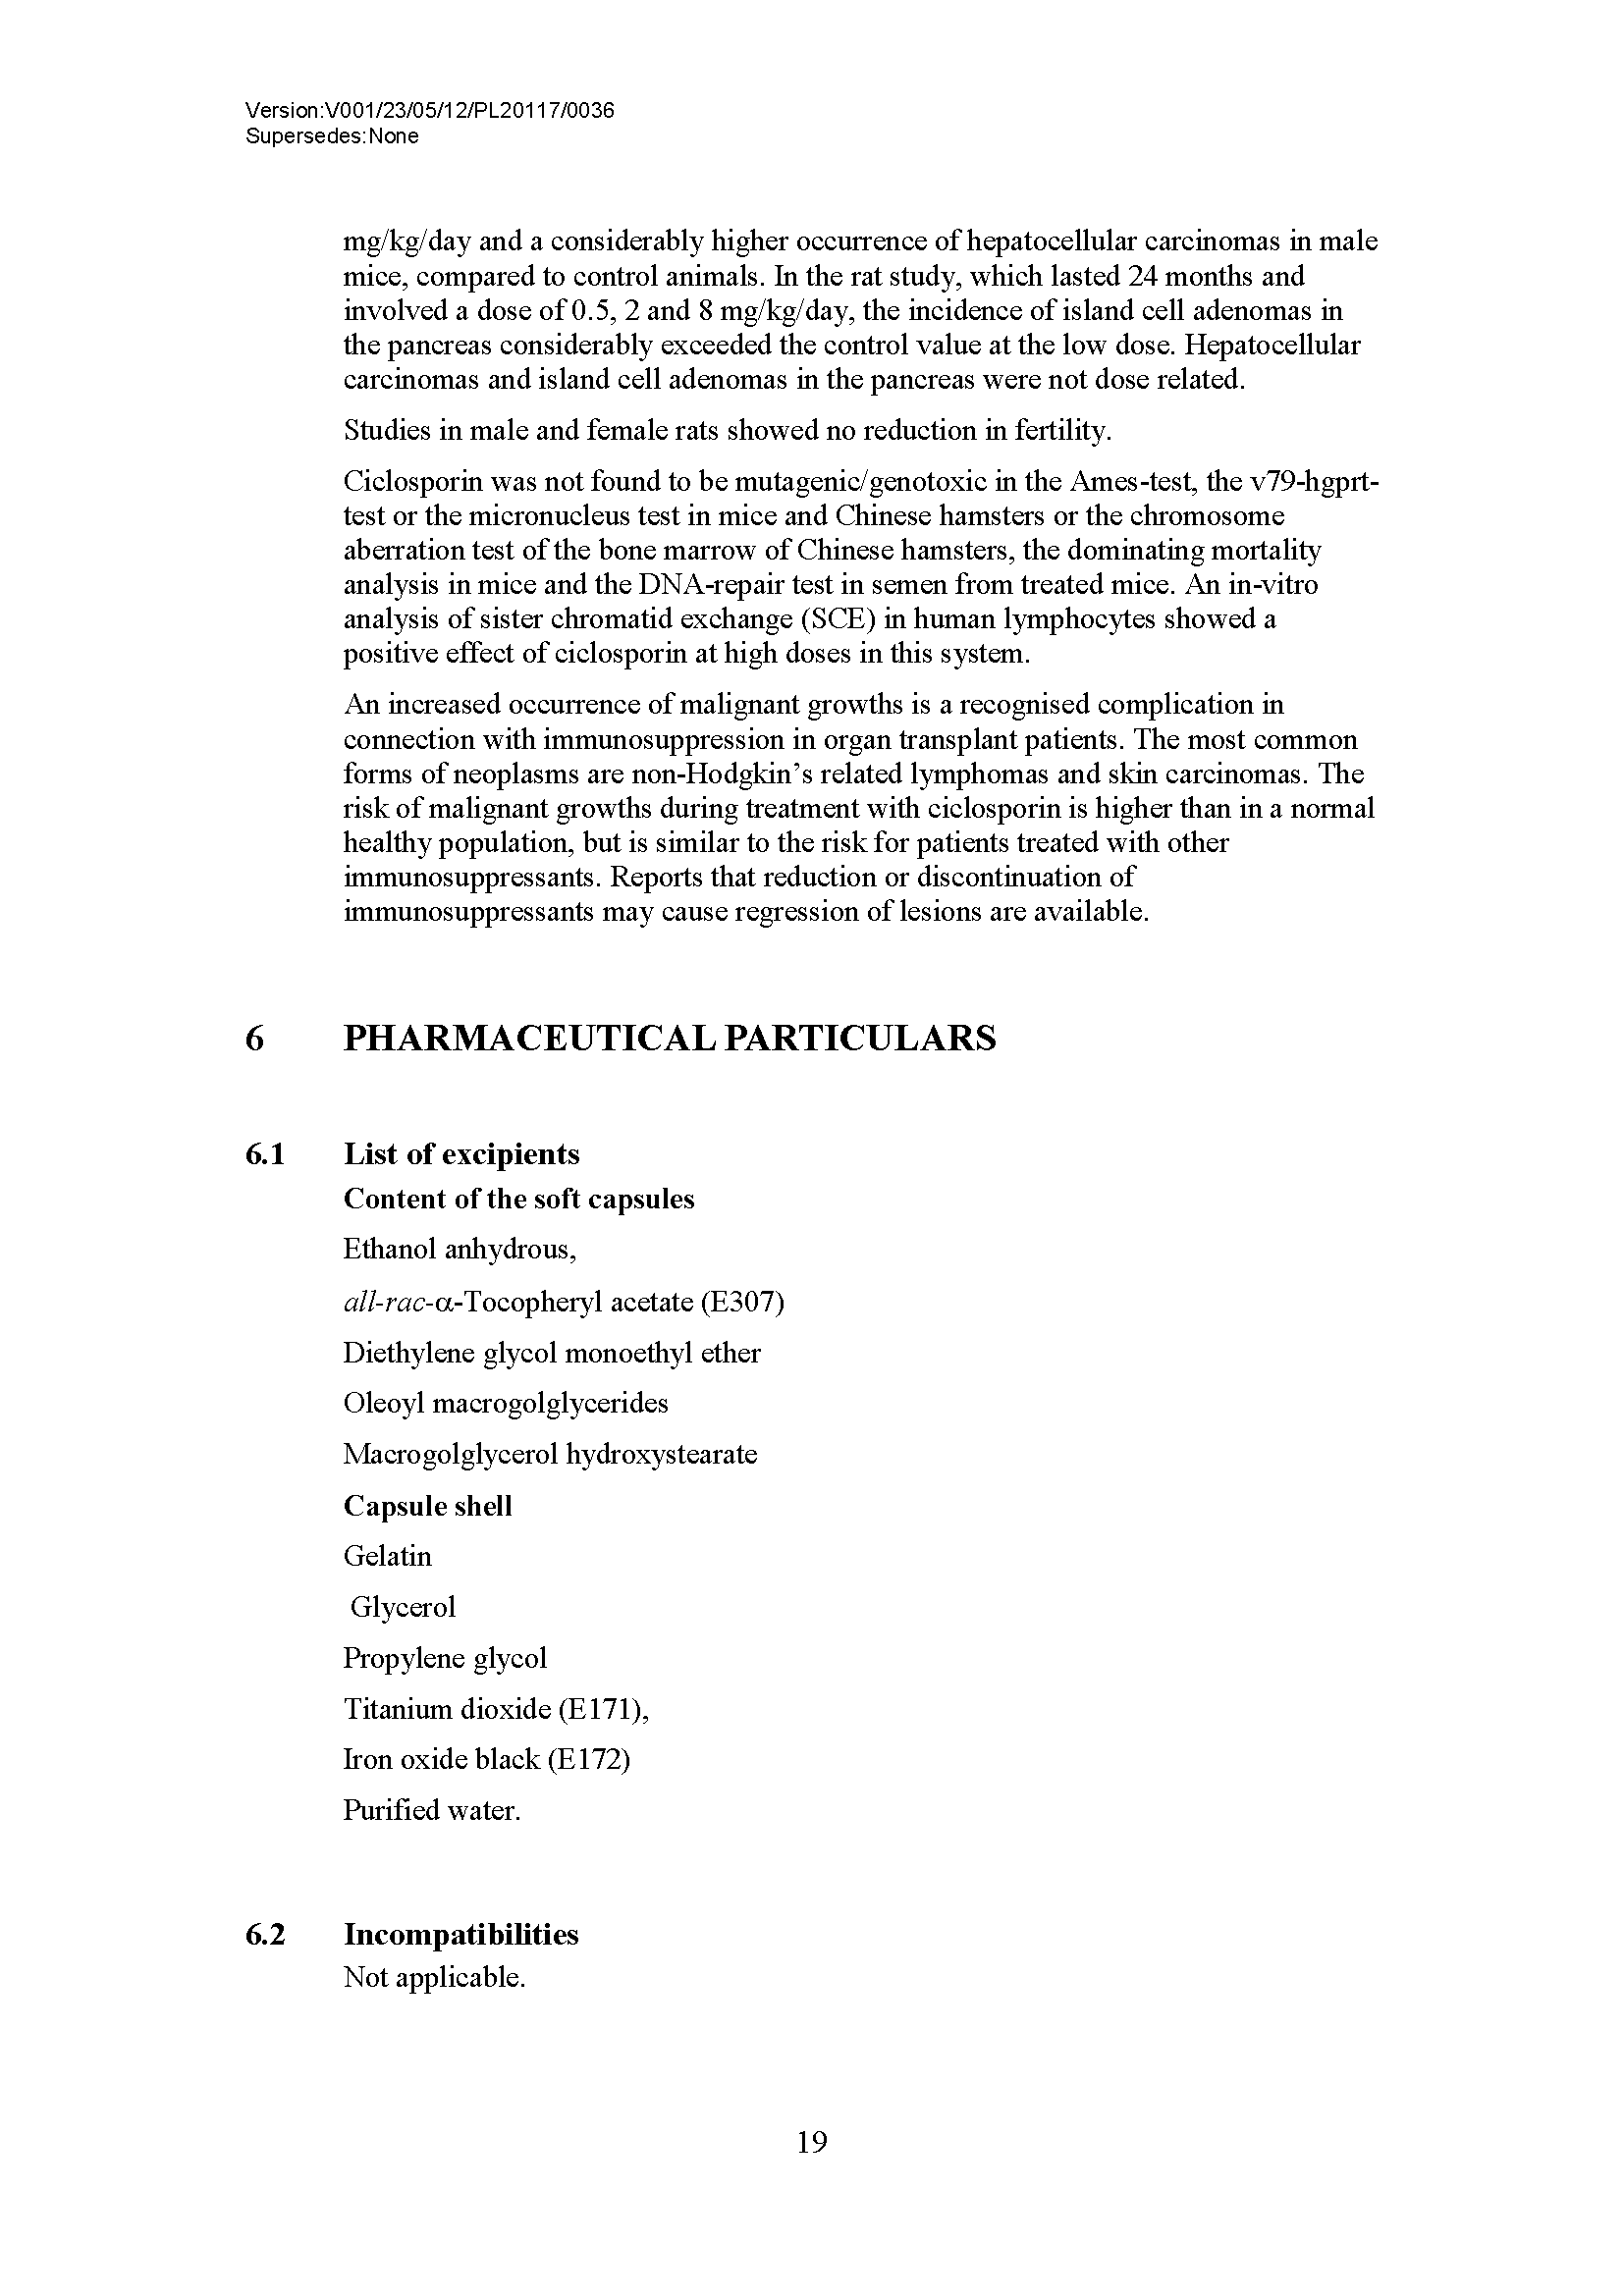 Version:V001/23/05/12/PL20117/0036
Supersedes:None
mg/kg/day and a considerably higher occurrence of hepatocellular carcinomas in male
mice, compared to control animals. In the rat study, which lasted 24 months and
involved a dose of 0.5, 2 and 8 mg/kg/day, the incidence of island cell adenomas in
the pancreas considerably exceeded the control value at the low dose. Hepatocellular
carcinomas and island cell adenomas in the pancreas were not dose related.
Studies in male and female rats showed no reduction in fertility.
Ciclosporin was not found to be mutagenic/genotoxic in the Ames-test, the v79-hgprt-
test or the micronucleus test in mice and Chinese hamsters or the chromosome
aberration test of the bone marrow of Chinese hamsters, the dominating mortality
analysis in mice and the DNA-repair test in semen from treated mice. An in-vitro
analysis of sister chromatid exchange (SCE) in human lymphocytes showed a
positive effect of ciclosporin at high doses in this system.
An increased occurrence of malignant growths is a recognised complication in
connection with immunosuppression in organ transplant patients. The most common
forms of neoplasms are non-Hodgkin’s related lymphomas and skin carcinomas. The
risk of malignant growths during treatment with ciclosporin is higher than in a normal
healthy population, but is similar to the risk for patients treated with other
immunosuppressants. Reports that reduction or discontinuation of
immunosuppressants may cause regression of lesions are available.
6 PHARMACEUTICAL PARTICULARS
6.1 List of excipients
Content of the soft capsules
Ethanol anhydrous,
all-rac-α-Tocopheryl acetate (E307)
Diethylene glycol monoethyl ether
Oleoyl macrogolglycerides
Macrogolglycerol hydroxystearate
Capsule shell
Gelatin
Glycerol
Propylene glycol
Titanium dioxide (E171),
Iron oxide black (E172)
Purified water.
6.2 Incompatibilities
Not applicable.
19